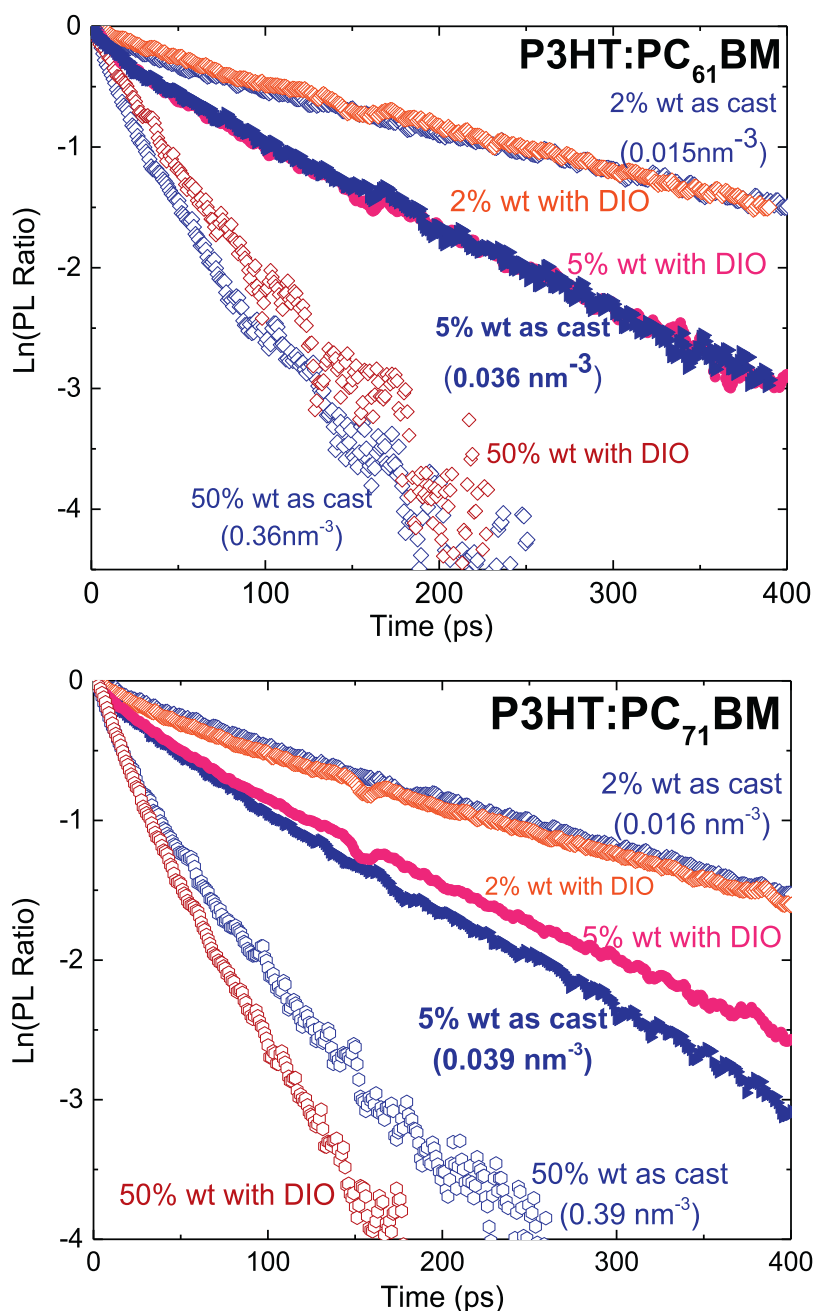 P3HT:PC61BM
2% wt as cast
(0.015nm-3)
2% wt with DIO
5% wt with DIO
5% wt as cast
(0.036 nm-3)
50% wt with DIO
50% wt as cast
(0.36nm-3)
Ln(PL Ratio)
0
-1
-2
-3
-4
0 100 200 300 400
Time (ps)
P3HT:PC71BM
2% wt as cast
(0.016 nm-3)
2% wt with DIO
5% wt with DIO
5% wt as cast
(0.039 nm-3)
50% wt with DIO
50% wt as cast
(0.39 nm-3)
Ln(PL Ratio)
0
-1
-2
-3
-4
0 100 200 300 400
Time (ps)